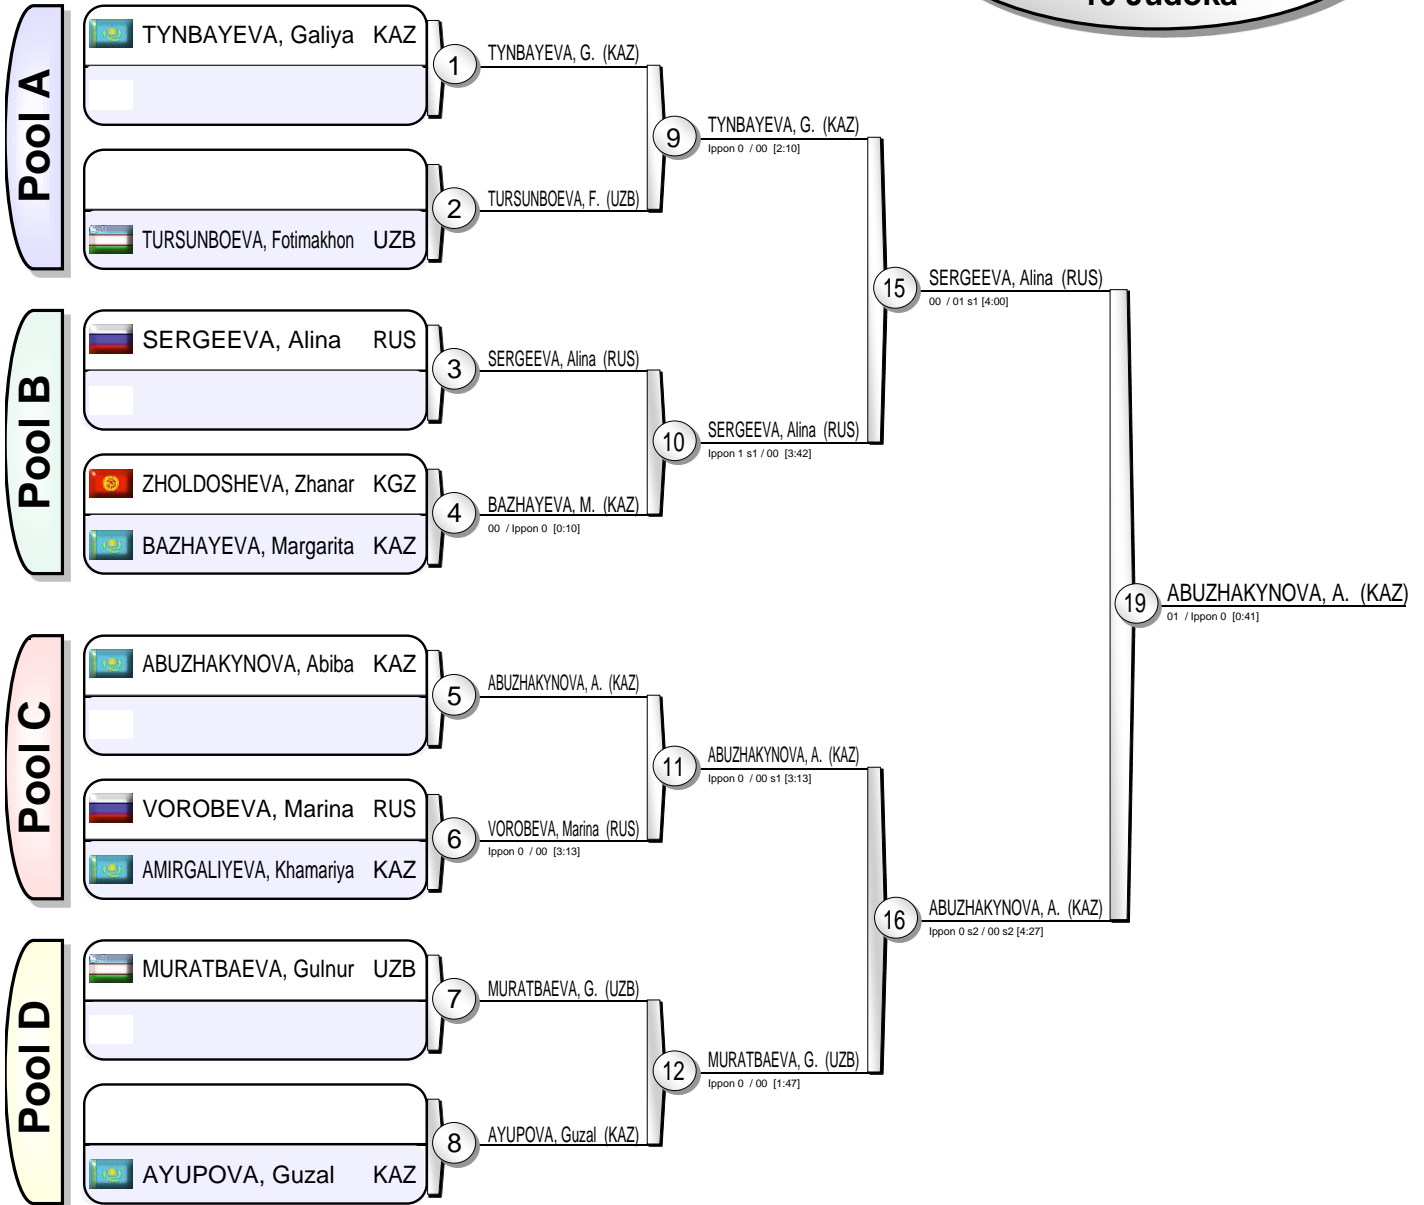 10 Judoka
Pool A
TYNBAYEVA, Galiya KAZ
1
TYNBAYEVA, G. (KAZ)
2
TURSUNBOEVA, F. (UZB)
TURSUNBOEVA, Fotimakhon UZB
9
TYNBAYEVA, G. (KAZ)
Ippon 0 / 00 [2:10]
Pool B
SERGEEVA, Alina RUS
3
SERGEEVA, Alina (RUS)
ZHOLDOSHEVA, Zhanar KGZ
BAZHAYEVA, Margarita KAZ
4
BAZHAYEVA, M. (KAZ)
00 / Ippon 0 [0:10]
10
SERGEEVA, Alina (RUS)
Ippon 1 s1 / 00 [3:42]
15
SERGEEVA, Alina (RUS)
00 / 01 s1 [4:00]
Pool C
ABUZHAKYNOVA, Abiba KAZ
5
ABUZHAKYNOVA, A. (KAZ)
VOROBEVA, Marina RUS
AMIRGALIYEVA, Khamariya KAZ
6
VOROBEVA, Marina (RUS)
Ippon 0 / 00 [3:13]
11
ABUZHAKYNOVA, A. (KAZ)
Ippon 0 / 00 s1 [3:13]
Pool D
MURATBAEVA, Gulnur UZB
7
MURATBAEVA, G. (UZB)
8
AYUPOVA, Guzal (KAZ)
AYUPOVA, Guzal KAZ
12
MURATBAEVA, G. (UZB)
Ippon 0 / 00 [1:47]
16
ABUZHAKYNOVA, A. (KAZ)
Ippon 0 s2 / 00 s2 [4:27]
19
ABUZHAKYNOVA, A. (KAZ)
01 / Ippon 0 [0:41]